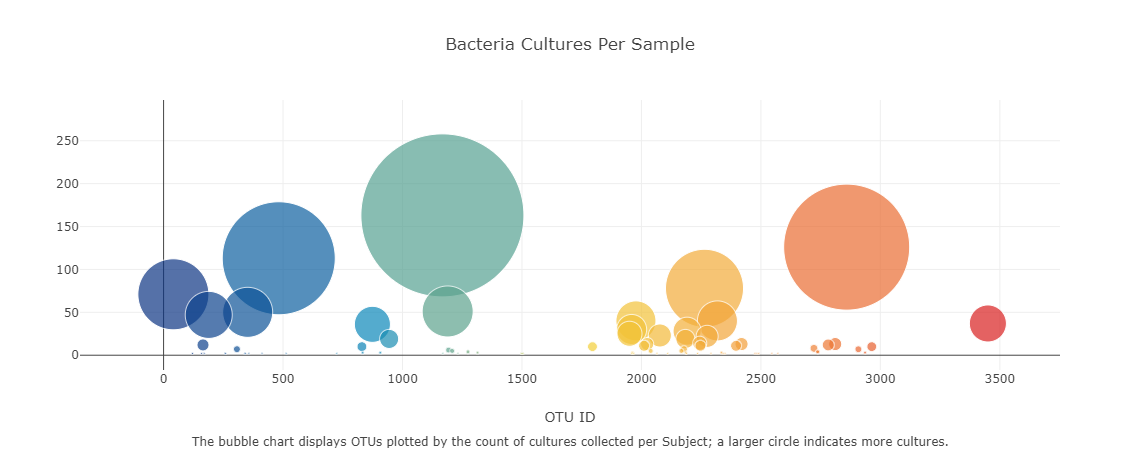 Bacteria Cultures Per Sample
250
200
150
100
50
0
0 500 1000 1500 2000 2500 3000 3500
OTU ID
The bubble chart displays OTUs plotted by the count of cultures collected per Subject; a larger circle indicates more cultures.